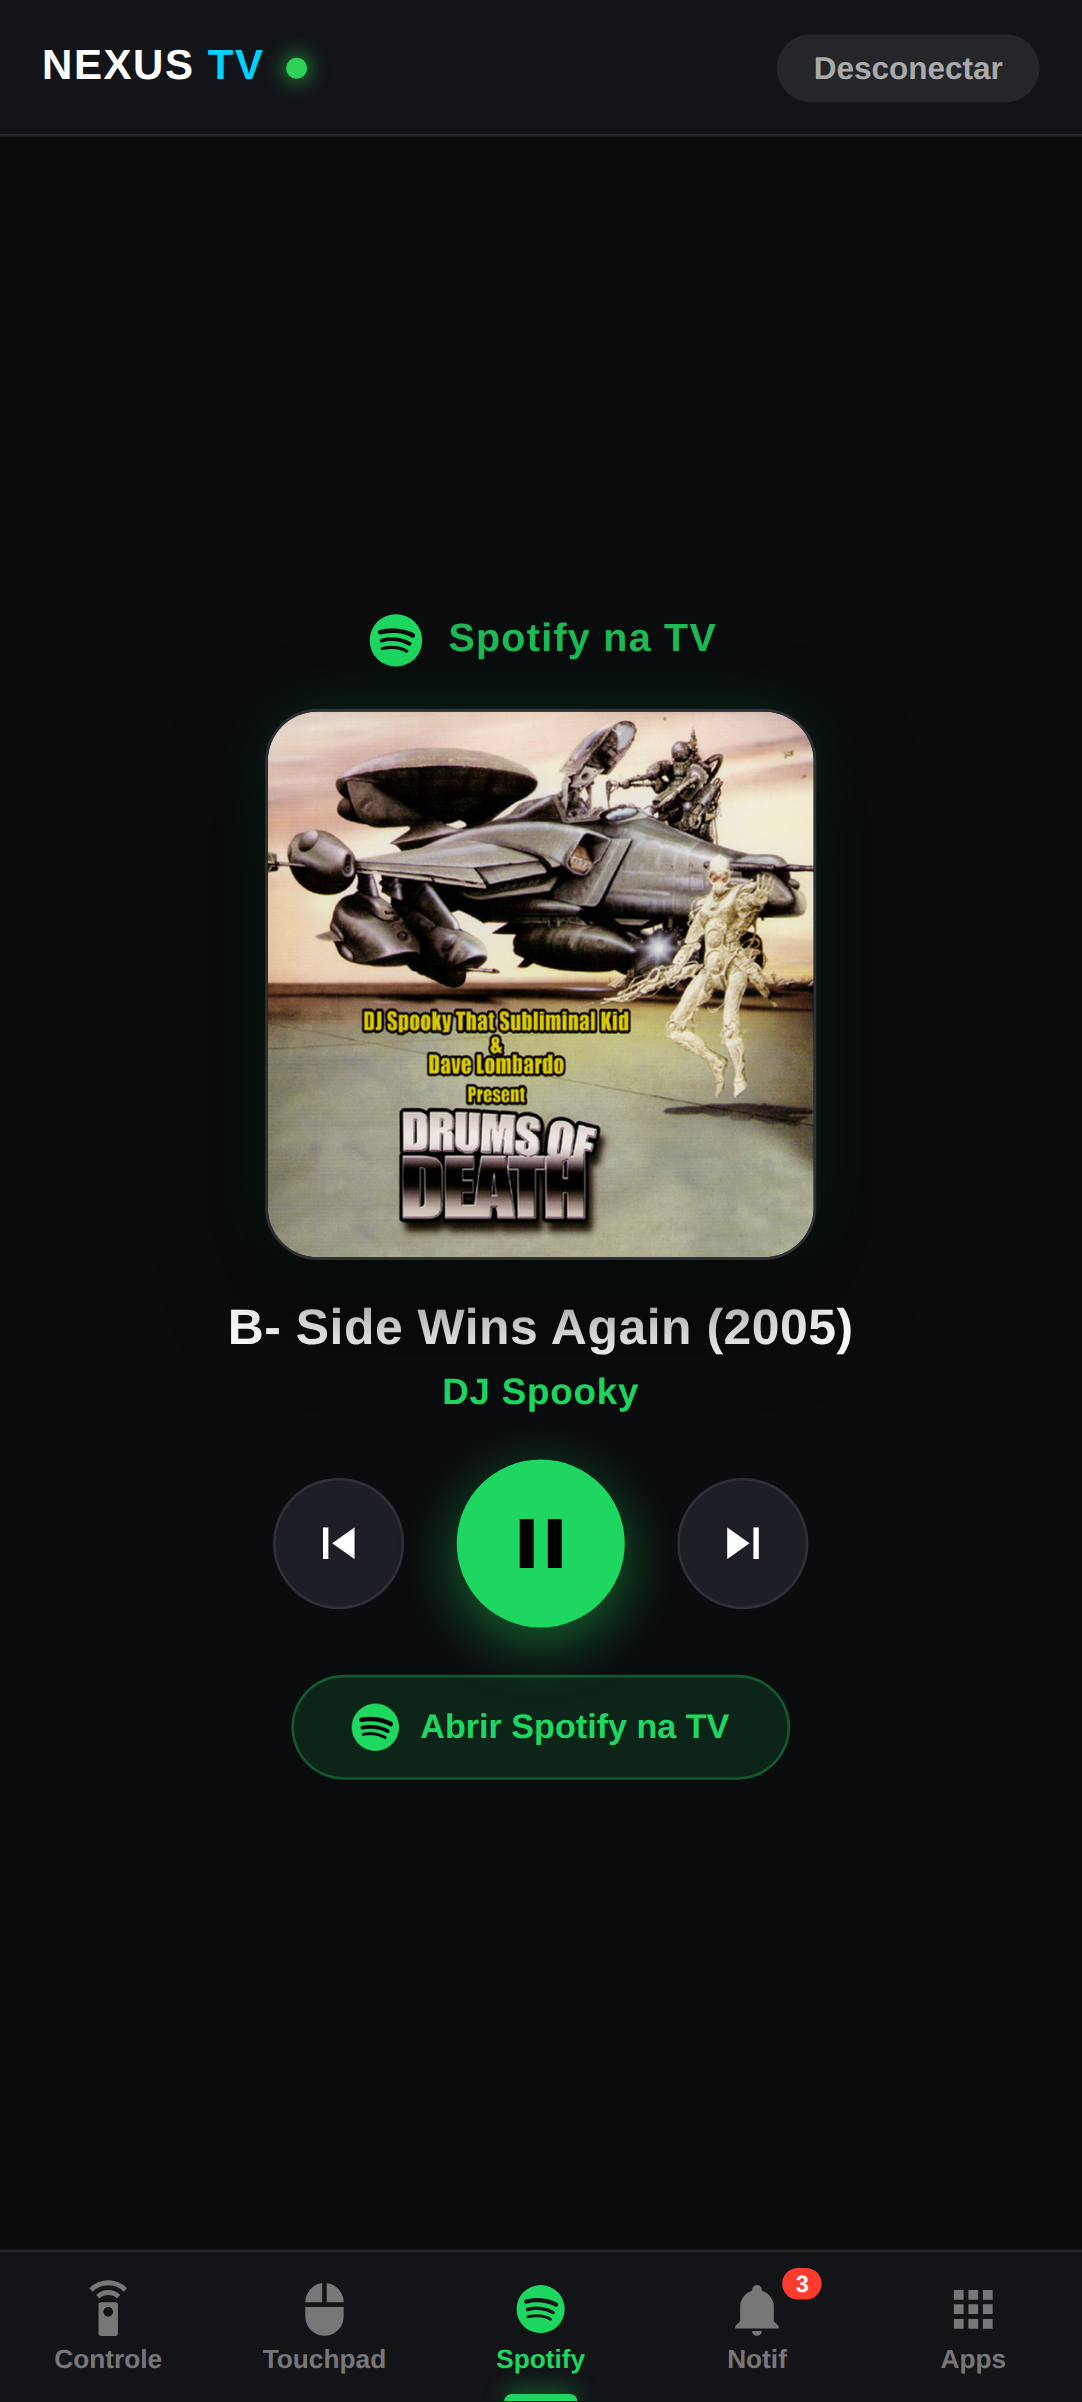 NEXUS TV
Desconectar
Spotify na TV
DJ Spooky That Subliminal Kid
&
Dave Lombardo
Present
DRUMS OF
DEATH
B- Side Wins Again (2005)
DJ Spooky
Abrir Spotify na TV
3
Controle Touchpad Spotify Notif Apps